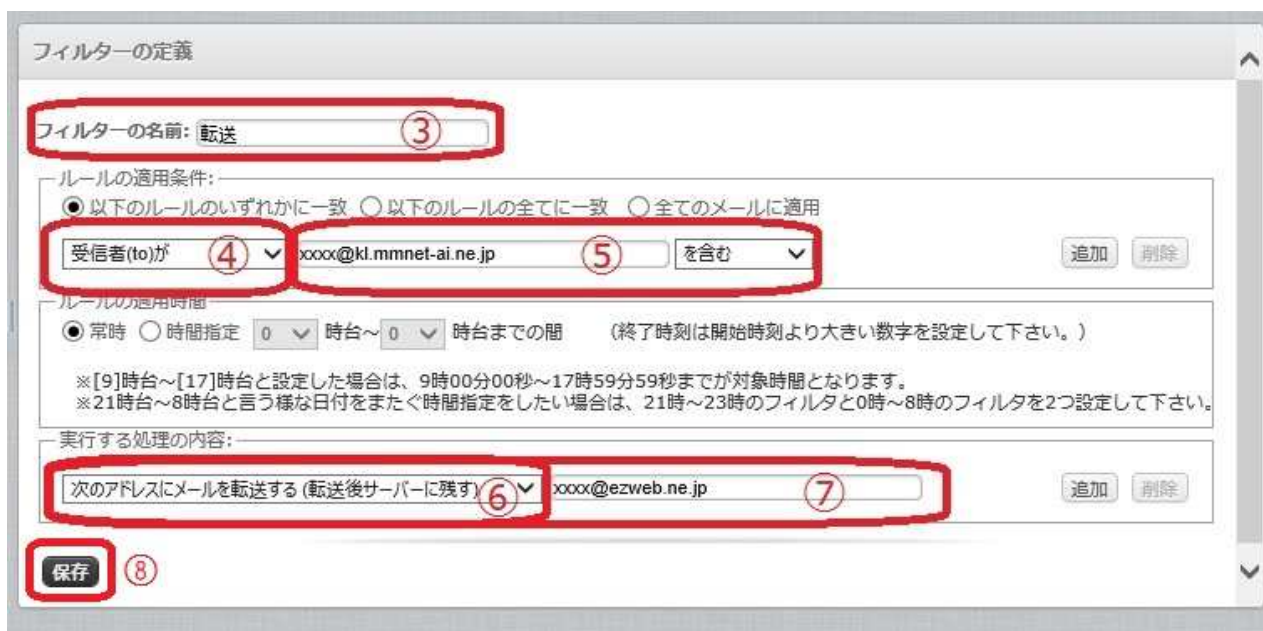 フィルターの定義
フィルターの名前: 転送 ③
ルールの適用条件:
以下のルールのいずれかに一致 以下のルールの全てに一致 全てのメールに適用
受信者(to)が ④ xxxx@kl.mmnet-ai.ne.jp ⑤ を含む 追加 削除
ルールの適用時間
常時 時間指定 0 時台～ 0 時台までの間 （終了時刻は開始時刻より大きい数字を設定して下さい。）
※[9]時台～[17]時台と設定した場合は、9時00分00秒～17時59分59秒までが対象時間となります。
※21時台～8時台と言う様な日付をまたぐ時間指定をしたい場合は、21時～23時のフィルタと0時～8時のフィルタを2つ設定して下さい。
実行する処理の内容:
次のアドレスにメールを転送する (転送後サーバーに残す) ⑥ xxxx@ezweb.ne.jp ⑦ 追加 削除
保存 ⑧